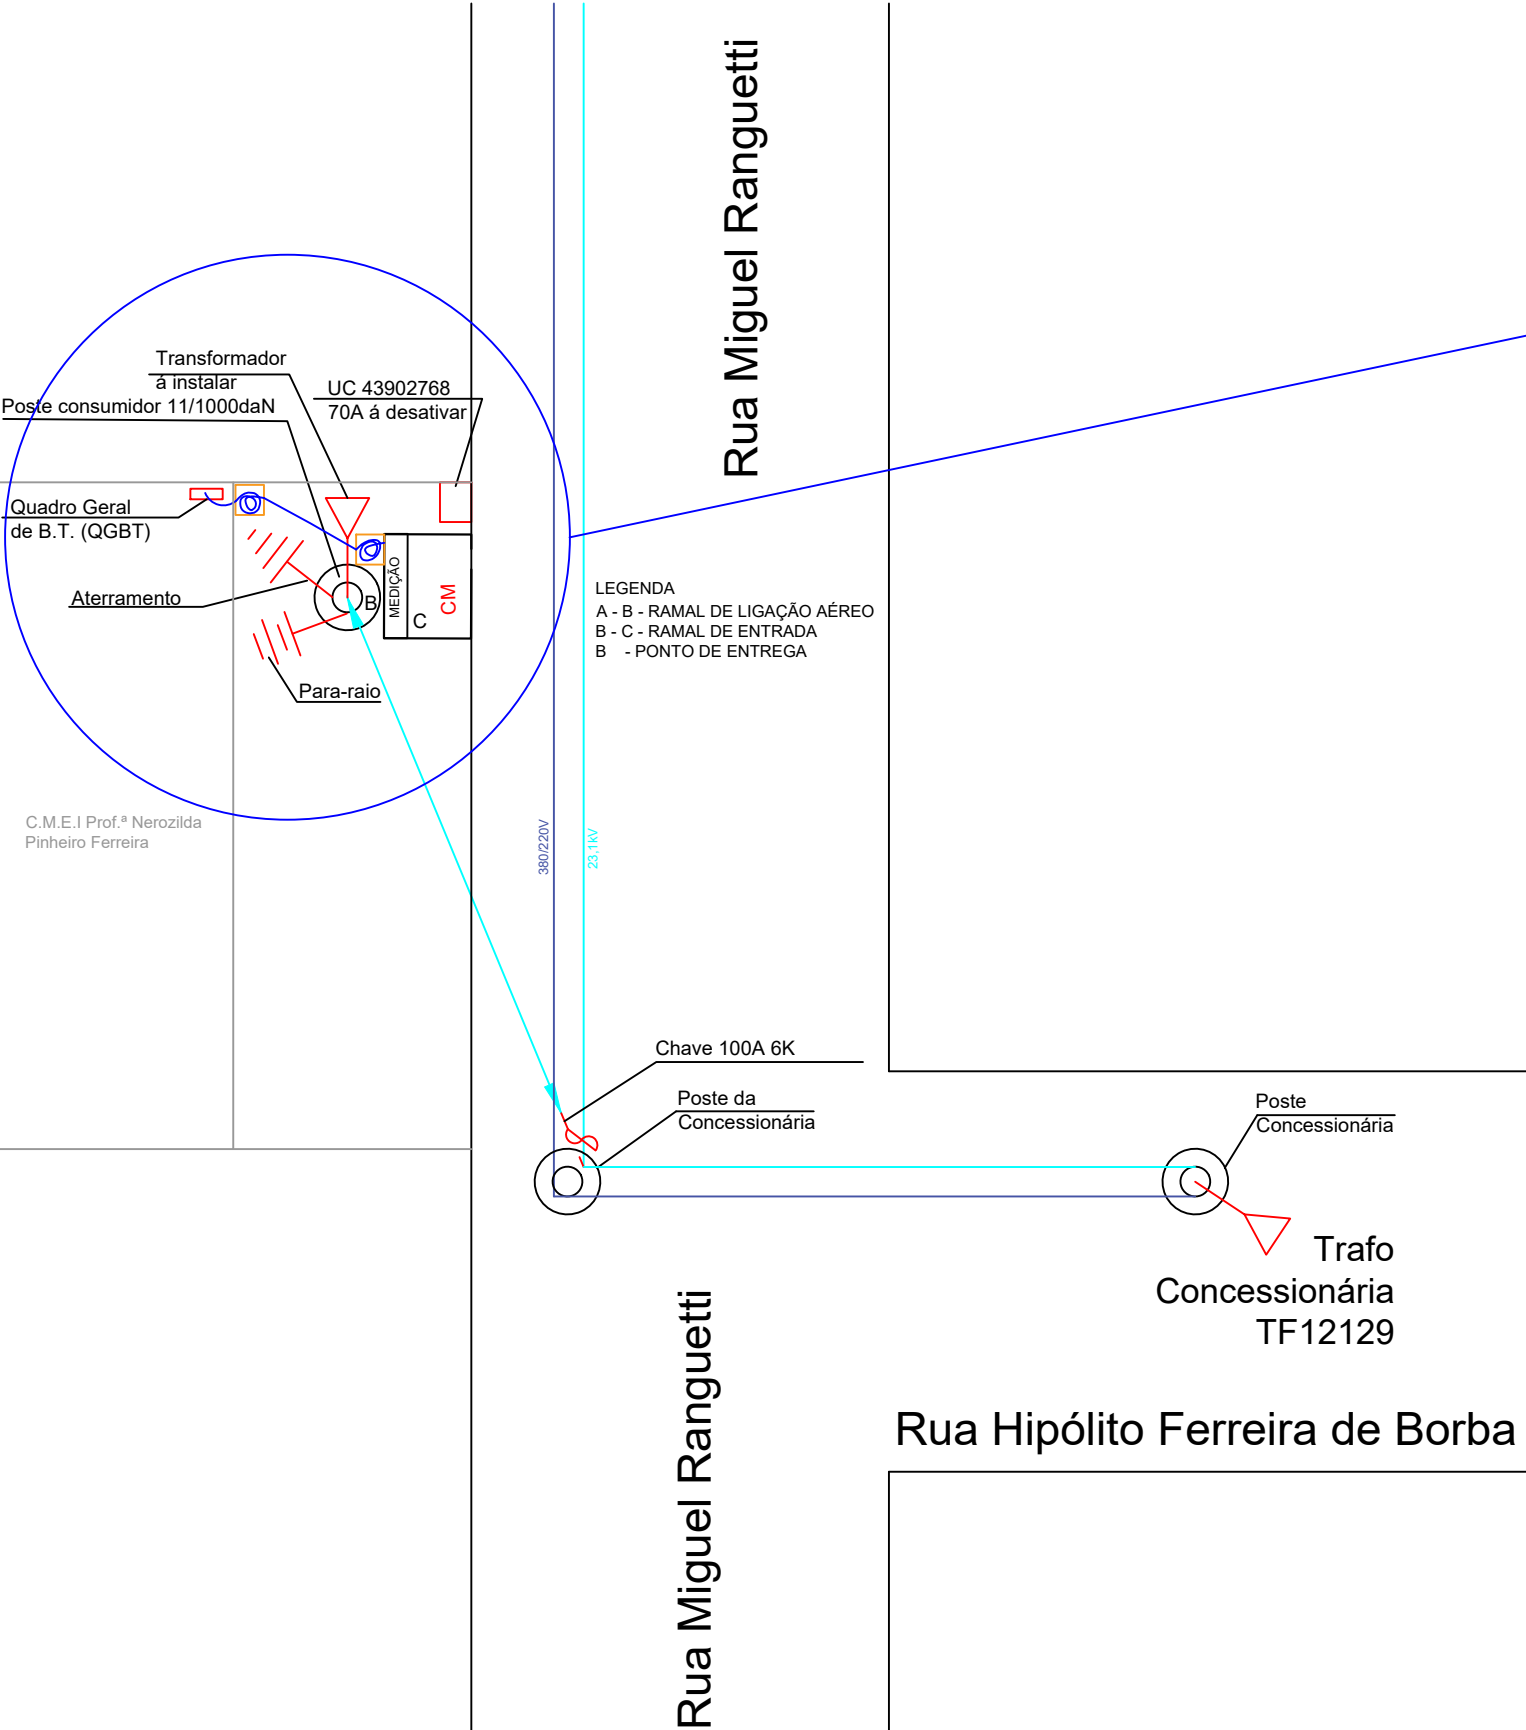 Rua Miguel Ranguetti
Transformador
á instalar
Poste consumidor 11/1000daN
UC 43902768
70A á desativar
Quadro Geral
de B.T. (QGBT)
Aterramento
B
MEDIÇÃO
C
CM
Para-raio
LEGENDA
A - B - RAMAL DE LIGAÇÃO AÉREO
B - C - RAMAL DE ENTRADA
B - PONTO DE ENTREGA
C.M.E.I Prof.ª Nerozilda
Pinheiro Ferreira
380/220V
23,1kV
Chave 100A 6K
Poste da
Concessionária
Poste
Concessionária
Trafo
Concessionária
TF12129
Rua Hipólito Ferreira de Borba
Rua Miguel Ranguetti